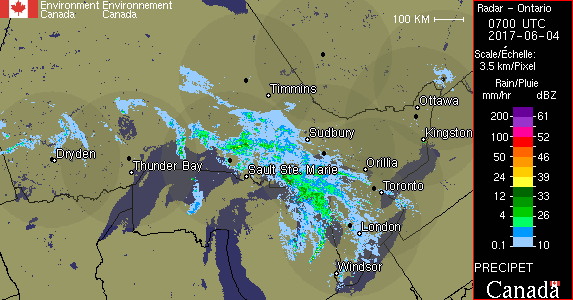 Environment Environnement
Canada Canada
100 KM
Timmins
Ottawa
Sudbury
Kingston
Dryden
Thunder Bay
Sault Ste. Marie
Orillia
Toronto
London
Windsor
Radar - Ontario
0700 UTC
2017-06-04
Scale/Échelle:
3.5 km/Pixel
Rain/Pluie
mm/hr dBZ
200 61
100 52
50 46
24 39
12 33
4 26
0.1 10
PRECIPET
Canada